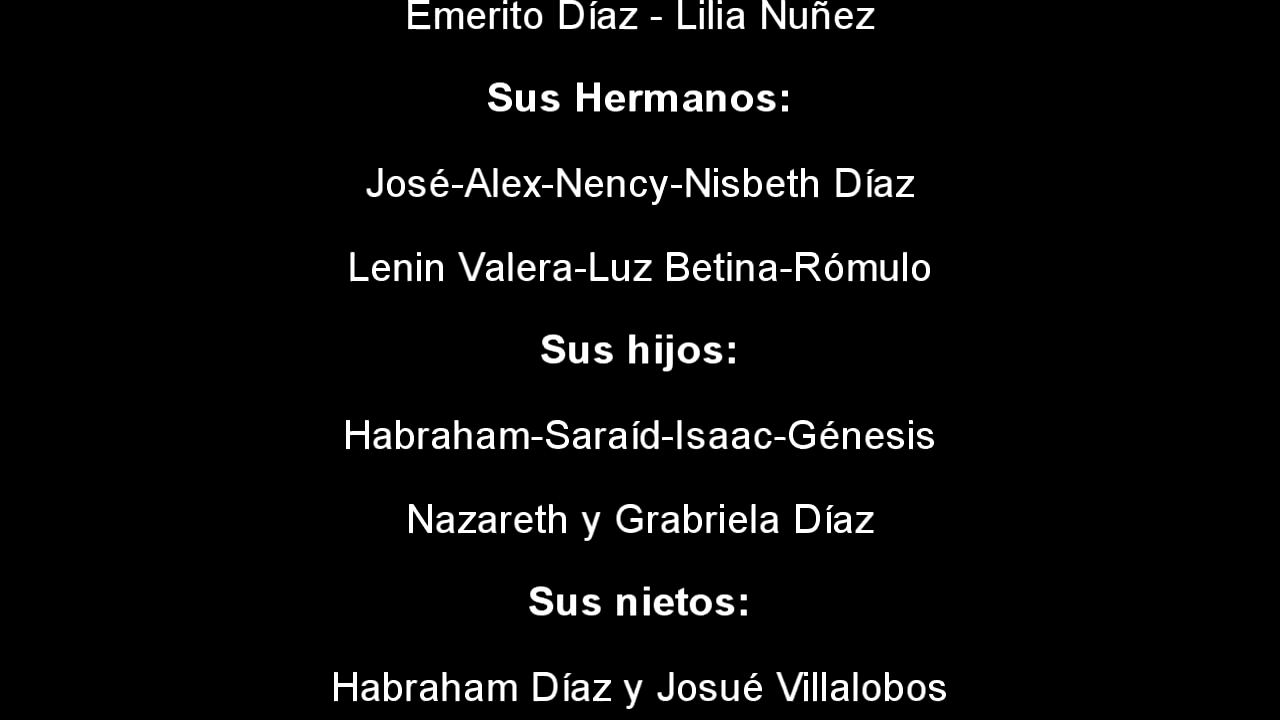 Emerito Díaz - Lilia Nuñez
Sus Hermanos:
José-Alex-Nency-Nisbeth Díaz
Lenin Valera-Luz Betina-Rómulo
Sus hijos:
Habraham-Saraíd-Isaac-Génesis
Nazareth y Grabriela Díaz
Sus nietos:
Habraham Díaz y Josué Villalobos